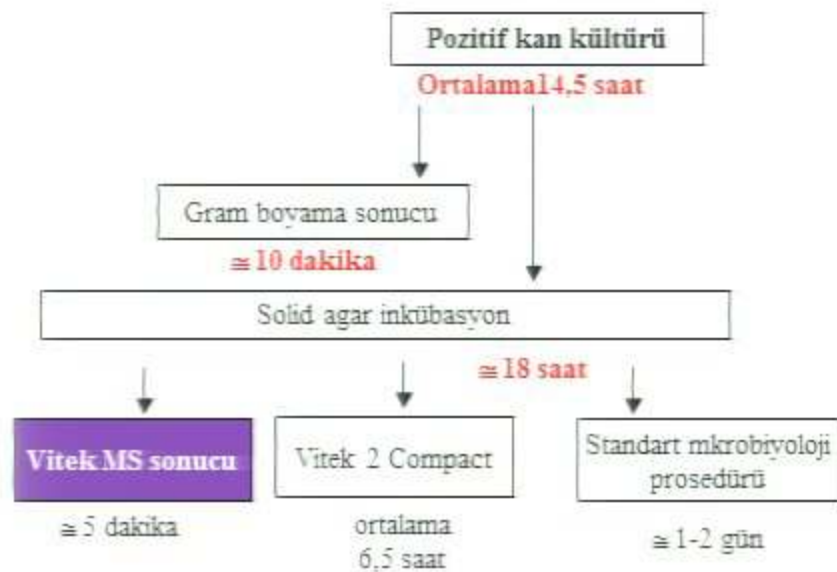 Pozitif kan kültürü
Ortalama14,5 saat
Gram boyama sonucu
≅ 10 dakika
Solid agar inkübasyon
≅ 18 saat
Vitek MS sonucu
≅ 5 dakika
Vitek 2 Compact
ortalama
6,5 saat
Standart mkrobiyoloji
prosedürü
≅ 1-2 gün